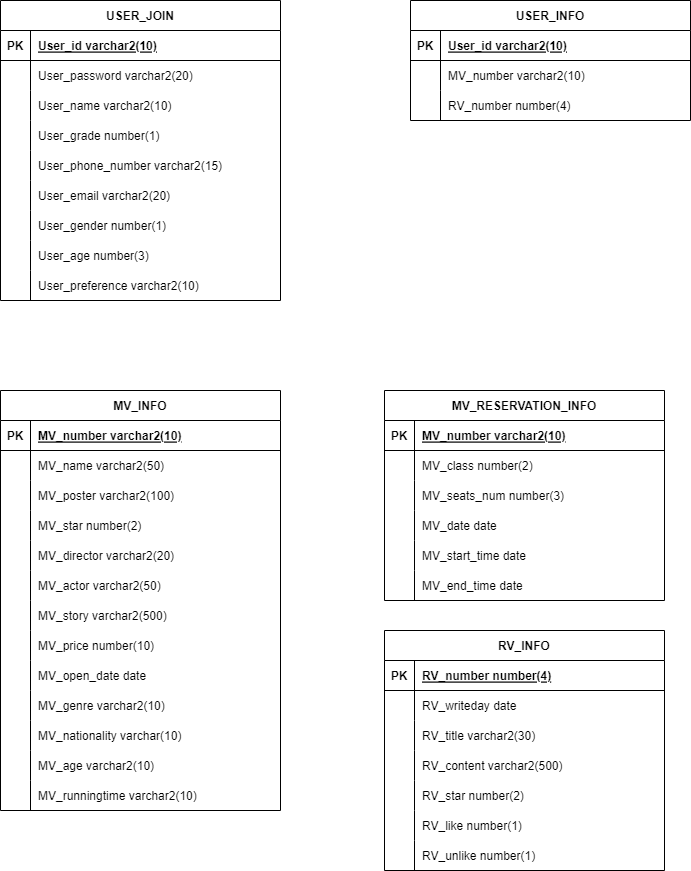 USER_JOIN
PK User_id varchar2(10)
User_password varchar2(20)
User_name varchar2(10)
User_grade number(1)
User_phone_number varchar2(15)
User_email varchar2(20)
User_gender number(1)
User_age number(3)
User_preference varchar2(10)
USER_INFO
PK User_id varchar2(10)
MV_number varchar2(10)
RV_number number(4)
MV_INFO
PK MV_number varchar2(10)
MV_name varchar2(50)
MV_poster varchar2(100)
MV_star number(2)
MV_director varchar2(20)
MV_actor varchar2(50)
MV_story varchar2(500)
MV_price number(10)
MV_open_date date
MV_genre varchar2(10)
MV_nationality varchar(10)
MV_age varchar2(10)
MV_runningtime varchar2(10)
MV_RESERVATION_INFO
PK MV_number varchar2(10)
MV_class number(2)
MV_seats_num number(3)
MV_date date
MV_start_time date
MV_end_time date
RV_INFO
PK RV_number number(4)
RV_writeday date
RV_title varchar2(30)
RV_content varchar2(500)
RV_star number(2)
RV_like number(1)
RV_unlike number(1)